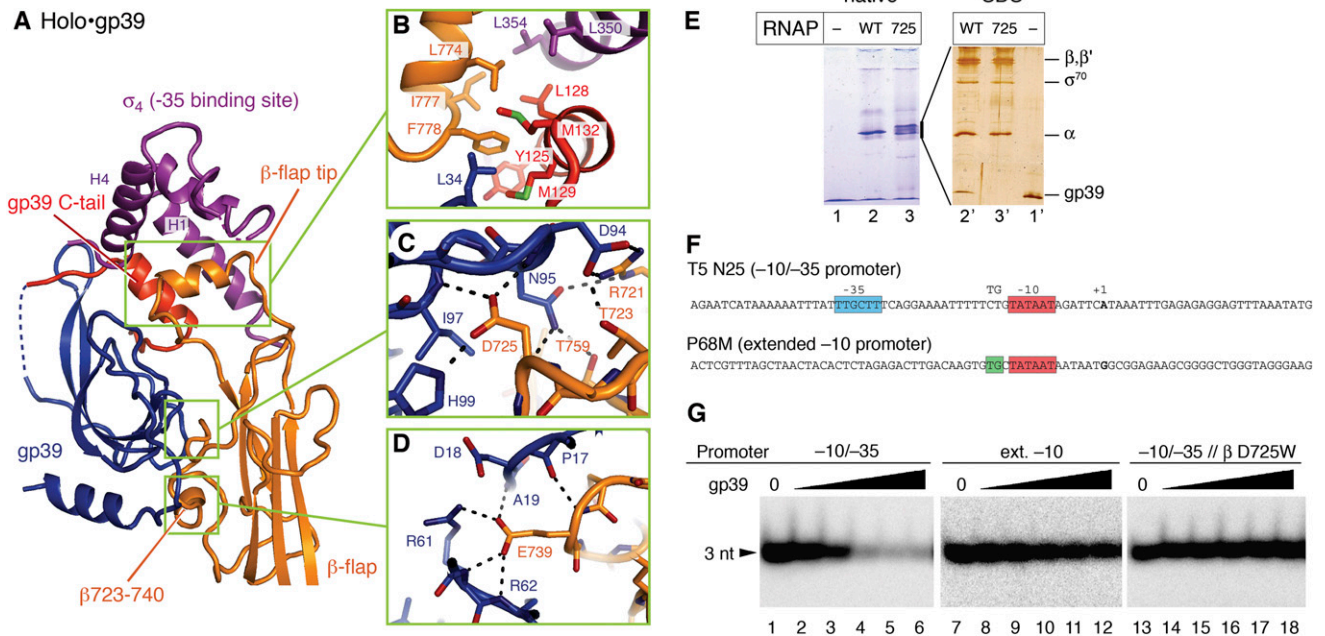 A Holo•gp39
σ4 (-35 binding site)
H4
gp39 C-tail
H1
β-flap tip
gp39
β723-740
β-flap
B
L354
L350
L774
I777
L128
F778
M132
Y125
L34
M129
C
D94
N95
R721
T723
I97
D725
T759
H99
D
D18
P17
A19
R61
E739
R62
E
RNAP
– WT 725
WT 725 –
β,β'
σ70
α
gp39
1 2 3
2' 3' 1'
F
T5 N25 (–10/–35 promoter)
-35 TG -10 +1
AGAATCATAAAAAATTTATTTGCTTTCAGGAAAATTTTTCTGTATAATAGATTCATAAATTTGAGAGAGGAGTTTAAATATG
P68M (extended –10 promoter)
ACTCGTTTAGCTAACTACACTCTAGAGACTTGACAAGTGTGCTATAATAATAATGGCGGAGAAGCGGGGCTGGGTAGGGAAG
G
Promoter –10/–35 ext. –10 –10/–35 // β D725W
gp39 0 0 0
3 nt
1 2 3 4 5 6 7 8 9 10 11 12 13 14 15 16 17 18